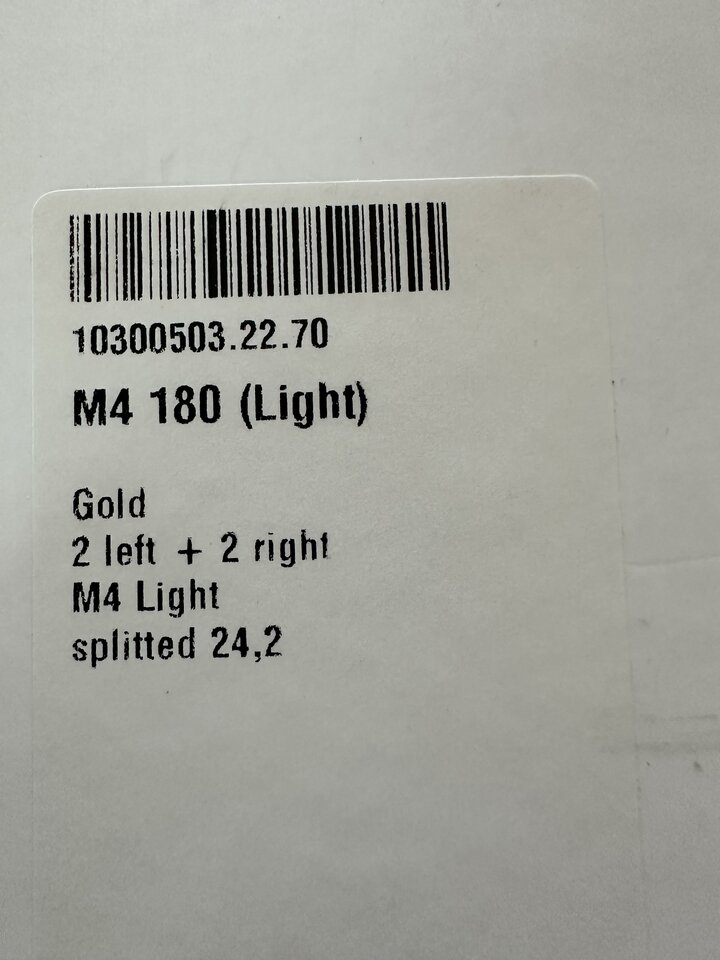 10300503.22.70
M4 180 (Light)
Gold
2 left + 2 right
M4 Light
splitted 24,2